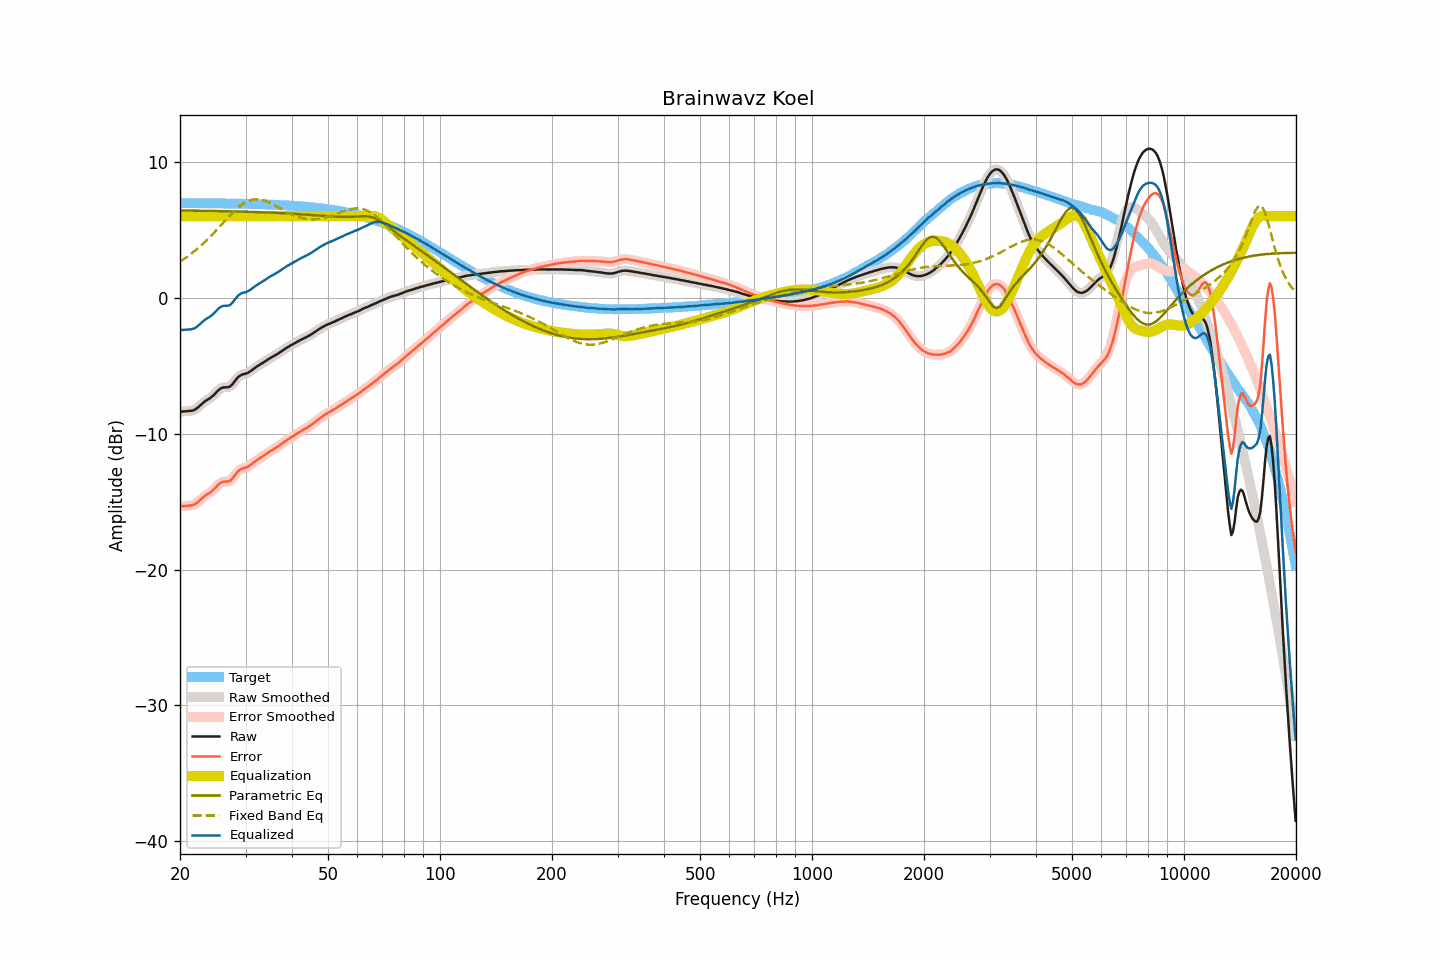 Brainwavz Koel
10
0
−10
−20
−30
−40
Amplitude (dBr)
Target
Raw Smoothed
Error Smoothed
Raw
Error
Equalization
Parametric Eq
Fixed Band Eq
Equalized
20 50 100 200 500 1000 2000 5000 10000 20000
Frequency (Hz)